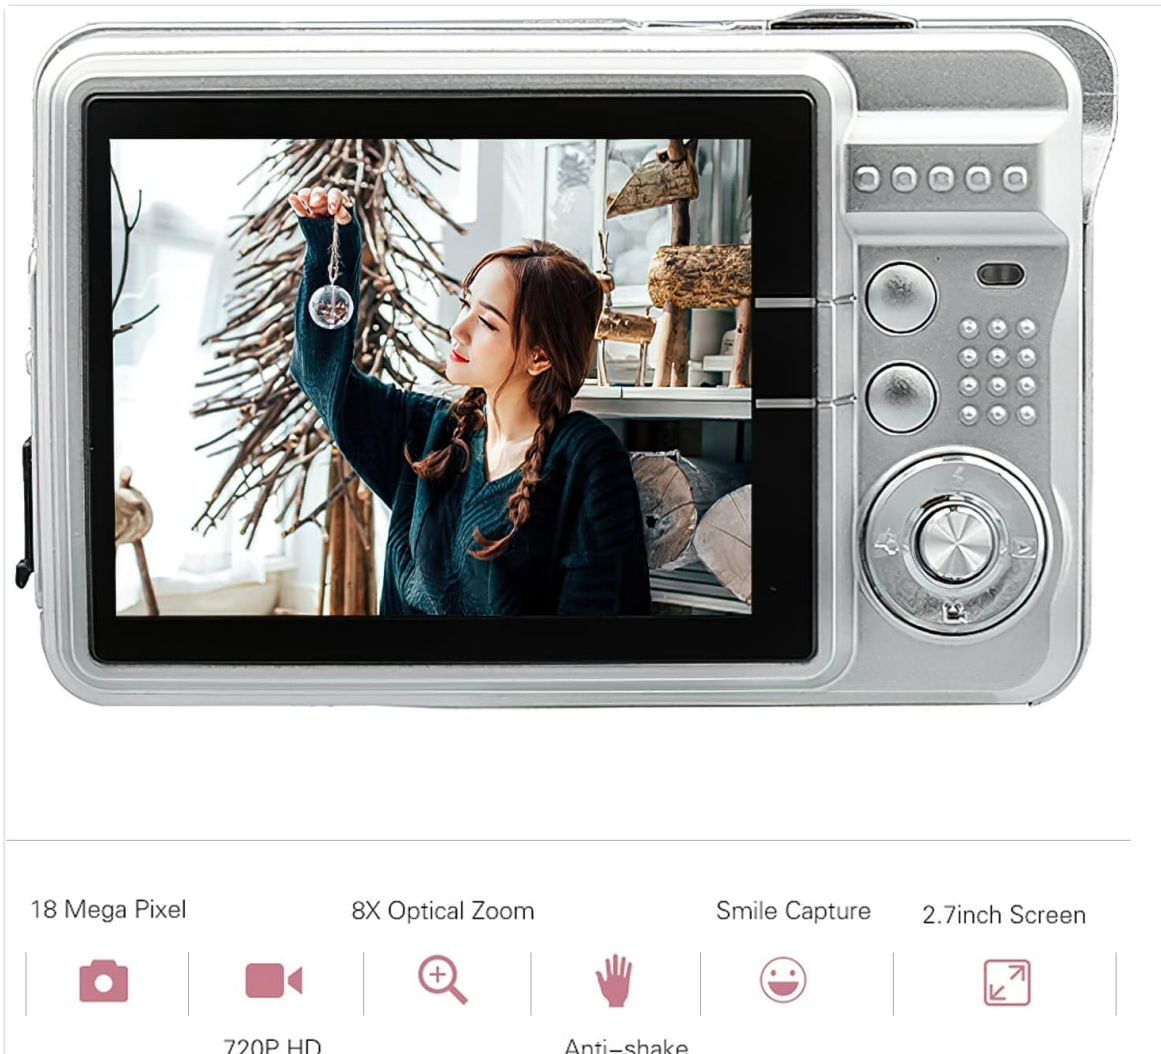 18 Mega Pixel
8X Optical Zoom
Smile Capture
2.7inch Screen
720P HD
Anti-shake